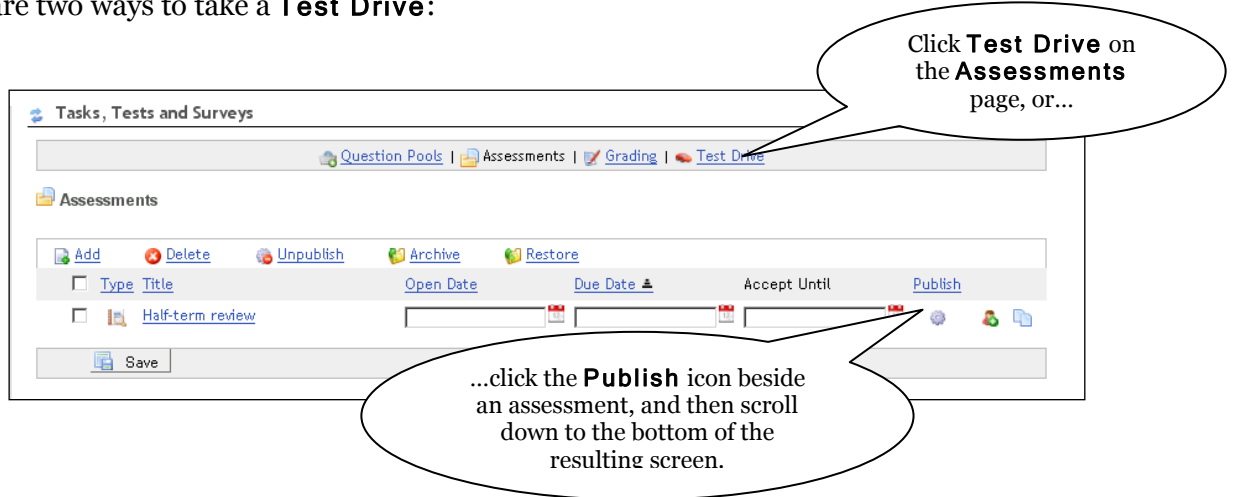 are two ways to take a Test Drive:
Click Test Drive on
the Assessments
page, or...
Tasks, Tests and Surveys
Question Pools | Assessments | Grading | Test Drive
Assessments
Add Delete Unpublish Archive Restore
Type Title Open Date Due Date Accept Until Publish
Half-term review
Save
...click the Publish icon beside
an assessment, and then scroll
down to the bottom of the
resulting screen.